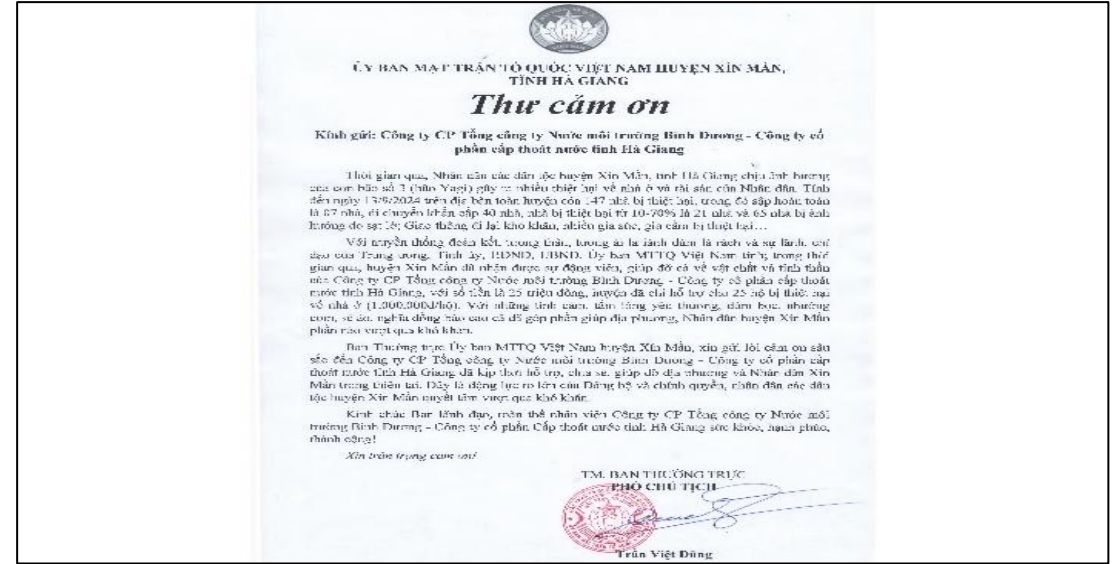 ỦY BAN MẶT TRẬN TỔ QUỐC VIỆT NAM HUYỆN XÍN MẦN,
TỈNH HÀ GIANG
Thư cảm ơn
Kính gửi: Công ty CP Tổng công ty Nước môi trường Bình Dương - Công ty cổ
phần cấp thoát nước tỉnh Hà Giang
Thời gian qua, Nhân dân các dân tộc huyện Xín Mần, tỉnh Hà Giang chịu ảnh hưởng
của cơn bão số 3 (bão Yagi) gây ra nhiều thiệt hại về nhà ở và tài sản của Nhân dân. Tính
đến ngày 13/9/2024 trên địa bàn toàn huyện có 147 nhà bị thiệt hại, trong đó sập hoàn toàn
là 87 nhà, di chuyển khẩn cấp 40 nhà, nhà bị thiệt hại từ 10-70% là 21 nhà và 65 nhà bị ảnh
hưởng do sạt lở; Giao thông đi lại khó khăn, nhiều gia súc, gia cầm bị thiệt hại…
Với truyền thống đoàn kết, tương thân, tương ái lá lành đùm lá rách và sự lãnh, chỉ
đạo của Trung ương, Tỉnh ủy, HĐND, UBND, Ủy ban MTTQ Việt Nam tỉnh; trong thời
gian qua, huyện Xín Mần đã nhận được sự động viên, giúp đỡ cả về vật chất và tinh thần
của Công ty CP Tổng công ty Nước môi trường Bình Dương - Công ty cổ phần cấp thoát
nước tỉnh Hà Giang, với số tiền là 25 triệu đồng, huyện đã chi hỗ trợ cho 25 hộ bị thiệt hại
về nhà ở (1.000.000đ/hộ). Với những tình cảm, tấm lòng yêu thương, đùm bọc, nhường
cơm, sẻ áo, nghĩa đồng bào cao cả đã góp phần giúp địa phương, Nhân dân huyện Xín Mần
phần nào vượt qua khó khăn.
Ban Thường trực Ủy ban MTTQ Việt Nam huyện Xín Mần, xin gửi lời cảm ơn sâu
sắc đến Công ty CP Tổng công ty Nước môi trường Bình Dương - Công ty cổ phần cấp
thoát nước tỉnh Hà Giang đã kịp thời hỗ trợ, chia sẻ, giúp đỡ địa phương và Nhân dân Xín
Mần trong thiên tai. Đây là động lực to lớn của Đảng bộ và chính quyền, nhân dân các dân
tộc huyện Xín Mần quyết tâm vượt qua khó khăn.
Kính chúc Ban lãnh đạo, toàn thể nhân viên Công ty CP Tổng công ty Nước môi
trường Bình Dương - Công ty cổ phần Cấp thoát nước tỉnh Hà Giang sức khỏe, hạnh phúc,
thành công!
Xin trân trọng cảm ơn!
TM. BAN THƯỜNG TRỰC
PHÓ CHỦ TỊCH
Trần Việt Dũng